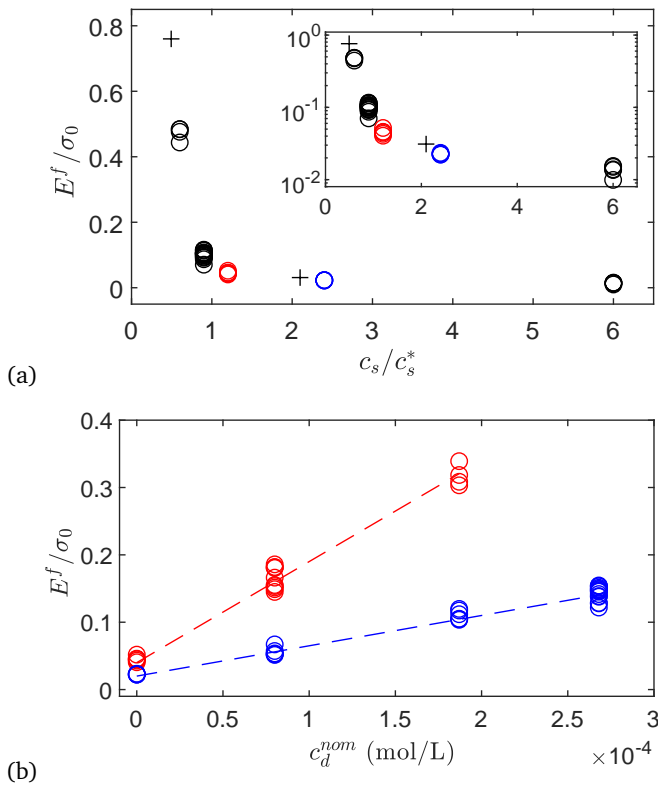 0.8
0.6
0.4
0.2
0
E^f/σ_0
10^0
10^-1
10^-2
0 2 4 6
0 1 2 3 4 5 6
c_s/c_s^*
(a)
0.4
0.3
0.2
0.1
0
E^f/σ_0
0 0.5 1 1.5 2 2.5 3
c_d^{nom} (mol/L)
×10^-4
(b)